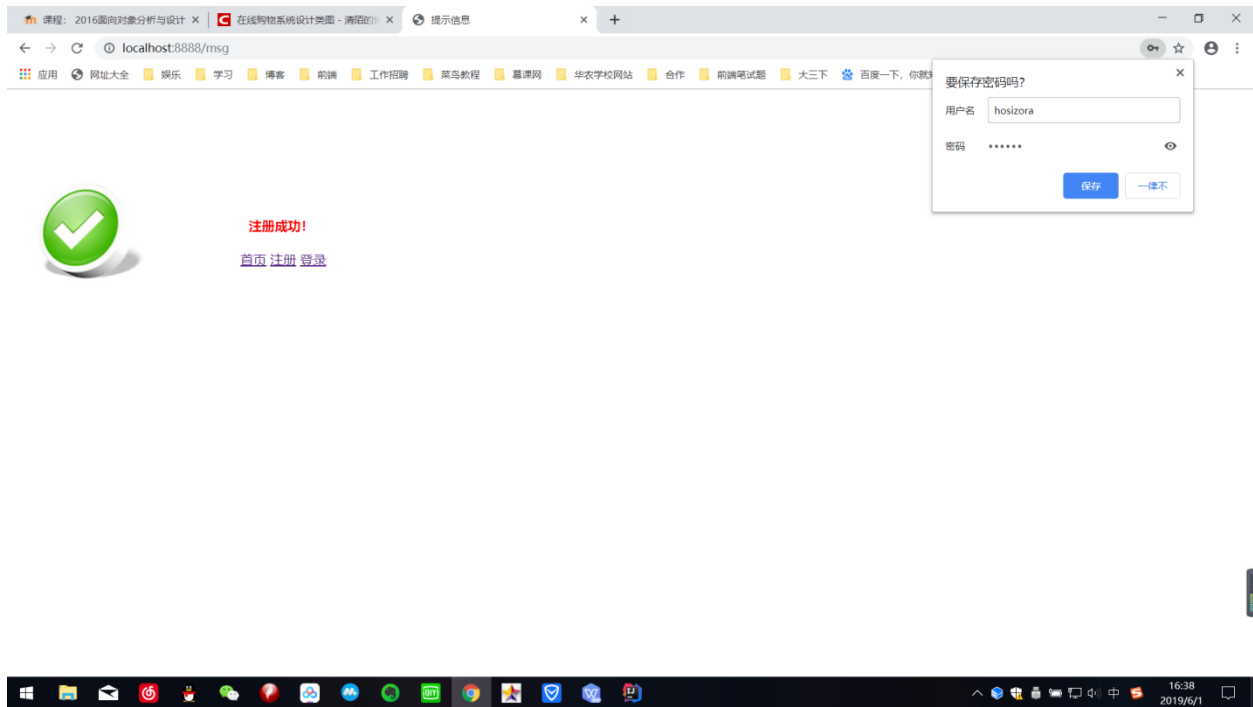 课程: 2016面向对象分析与设计
在线购物系统设计类图 - 清陌的
提示信息
localhost:8888/msg
应用 网址大全 娱乐 学习 博客 前端 工作招聘 菜鸟教程 慕课网 华农学校网站 合作 前端笔试题 大三下 百度一下，你就
要保存密码吗?
用户名 hosizora
密码 ••••••
保存 一律不
注册成功!
首页 注册 登录
中
16:38
2019/6/1